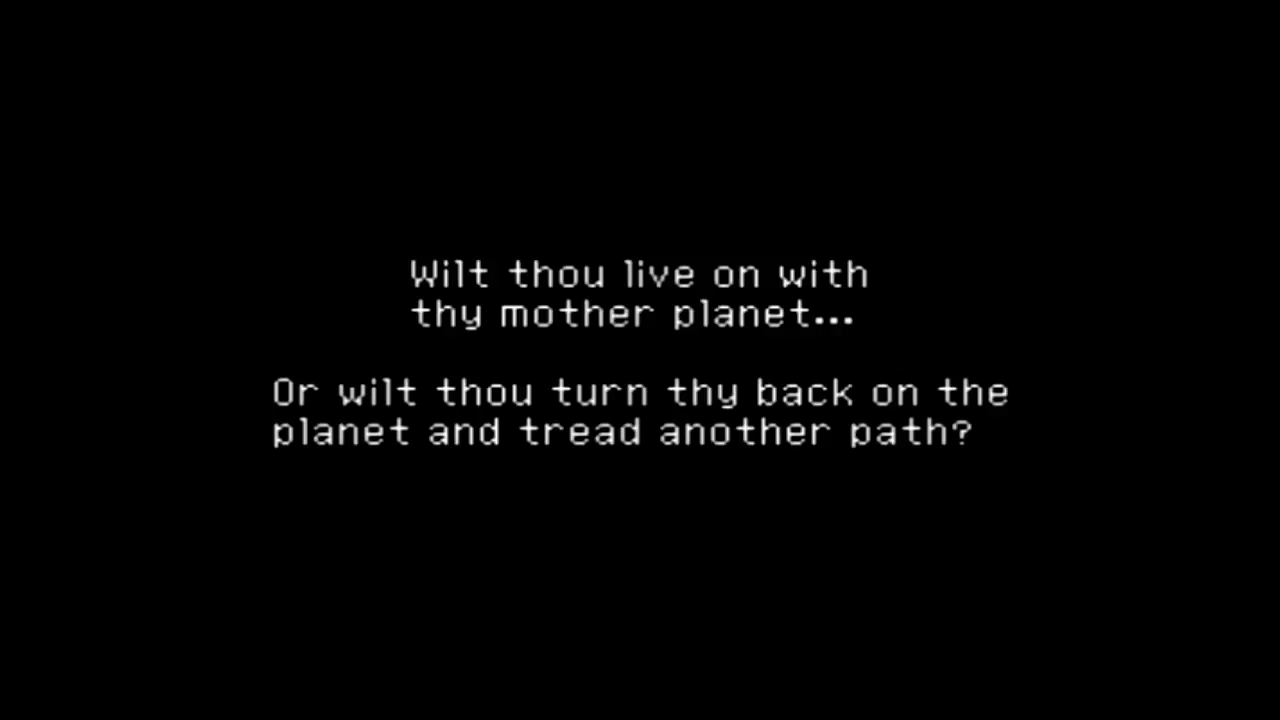 Wilt thou live on with
thy mother planet...
Or wilt thou turn thy back on the
planet and tread another path?